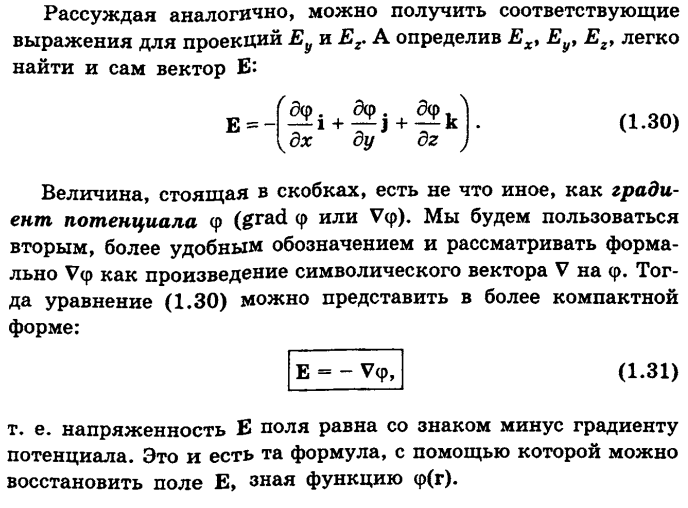 Рассуждая аналогично, можно получить соответствующие
выражения для проекций E_y и E_z. А определив E_x, E_y, E_z, легко
найти и сам вектор E:
E = -(∂φ/∂x i + ∂φ/∂y j + ∂φ/∂z k). (1.30)
Величина, стоящая в скобках, есть не что иное, как гради-
ент потенциала φ (grad φ или ∇φ). Мы будем пользоваться
вторым, более удобным обозначением и рассматривать форма-
льно ∇φ как произведение символического вектора ∇ на φ. Тог-
да уравнение (1.30) можно представить в более компактной
форме:
E = - ∇φ, (1.31)
т. е. напряженность E поля равна со знаком минус градиенту
потенциала. Это и есть та формула, с помощью которой можно
восстановить поле E, зная функцию φ(r).